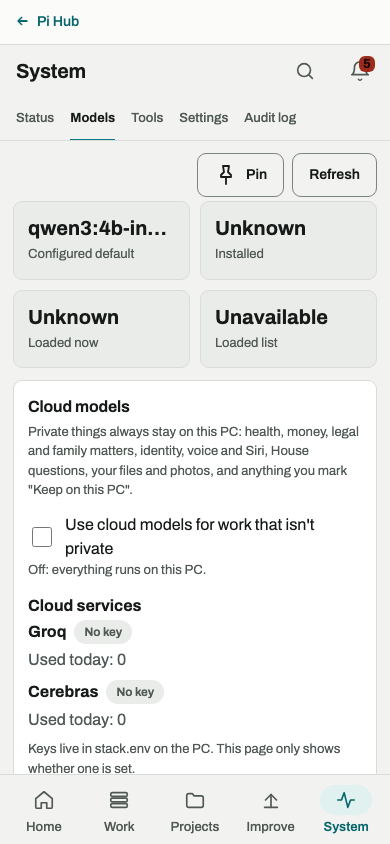 Pi Hub
System
5
Status Models Tools Settings Audit log
Pin Refresh
qwen3:4b-in...
Configured default
Unknown
Installed
Unknown
Loaded now
Unavailable
Loaded list
Cloud models
Private things always stay on this PC: health, money, legal
and family matters, identity, voice and Siri, House
questions, your files and photos, and anything you mark
"Keep on this PC".
Use cloud models for work that isn't
private
Off: everything runs on this PC.
Cloud services
Groq No key
Used today: 0
Cerebras No key
Used today: 0
Keys live in stack.env on the PC. This page only shows
whether one is set.
Home Work Projects Improve System